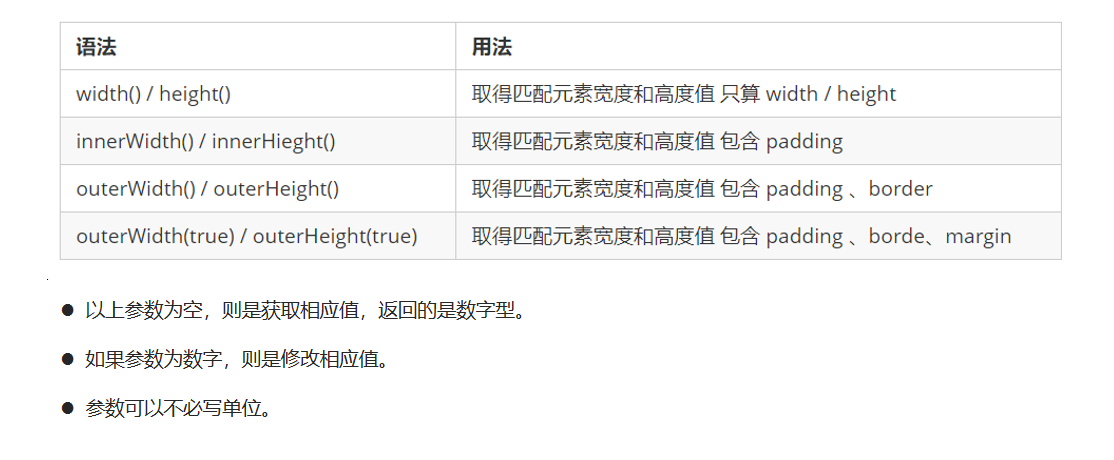 语法 用法
width() / height() 取得匹配元素宽度和高度值 只算 width / height
innerWidth() / innerHieght() 取得匹配元素宽度和高度值 包含 padding
outerWidth() / outerHeight() 取得匹配元素宽度和高度值 包含 padding 、border
outerWidth(true) / outerHeight(true) 取得匹配元素宽度和高度值 包含 padding 、borde、margin
● 以上参数为空，则是获取相应值，返回的是数字型。
● 如果参数为数字，则是修改相应值。
● 参数可以不必写单位。